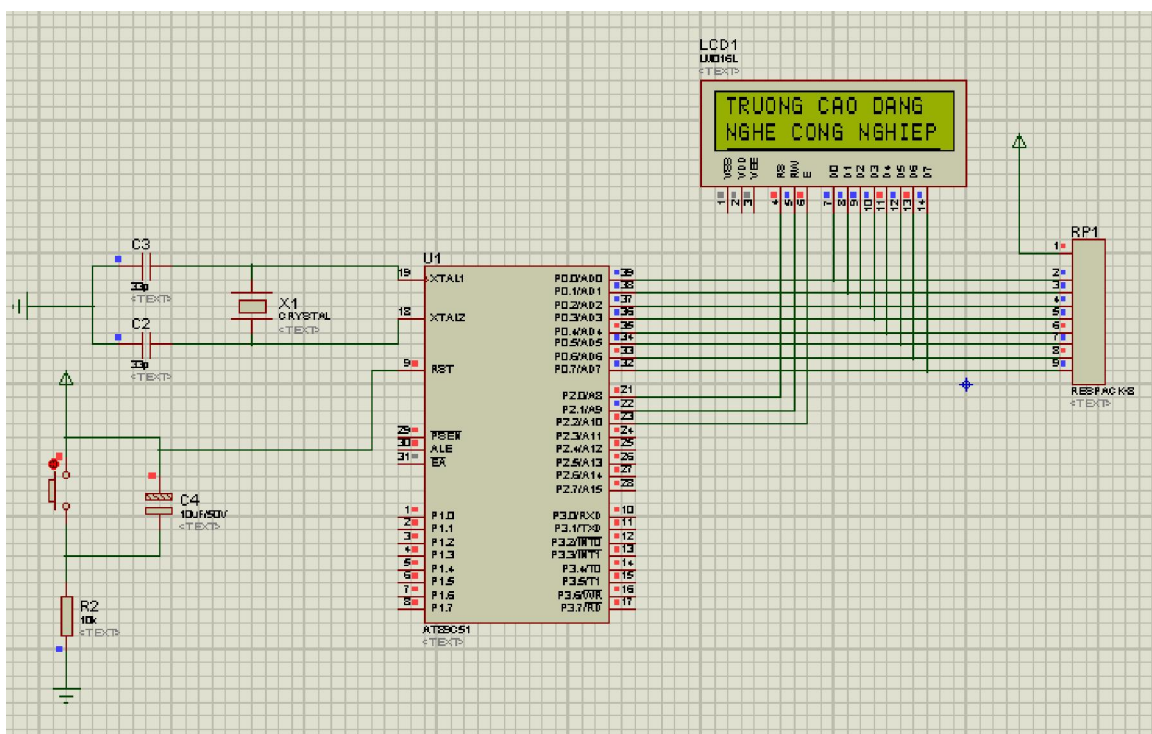 LCD1
LM016L
<TEXT>
TRUONG CAO DANG
NGHE CONG NGHIEP
VSS VDD VEE RS RW E D0 D1 D2 D3 D4 D5 D6 D7
1 2 3 4 5 6 7 8 9 10 11 12 13 14
RP1
1
2
3
4
5
6
7
8
9
RESPACK-8
<TEXT>
C3
33p
<TEXT>
X1
CRYSTAL
<TEXT>
C2
33p
<TEXT>
U1
19 XTAL1
18 XTAL2
9 RST
29 PSEN
30 ALE
31 EA
1 P1.0
2 P1.1
3 P1.2
4 P1.3
5 P1.4
6 P1.5
7 P1.6
8 P1.7
P0.0/AD0 39
P0.1/AD1 38
P0.2/AD2 37
P0.3/AD3 36
P0.4/AD4 35
P0.5/AD5 34
P0.6/AD6 33
P0.7/AD7 32
P2.0/A8 21
P2.1/A9 22
P2.2/A10 23
P2.3/A11 24
P2.4/A12 25
P2.5/A13 26
P2.6/A14 27
P2.7/A15 28
P3.0/RXD 10
P3.1/TXD 11
P3.2/INT0 12
P3.3/INT1 13
P3.4/T0 14
P3.5/T1 15
P3.6/WR 16
P3.7/RD 17
AT89C51
<TEXT>
C4
10uF/50V
<TEXT>
R2
10k
<TEXT>